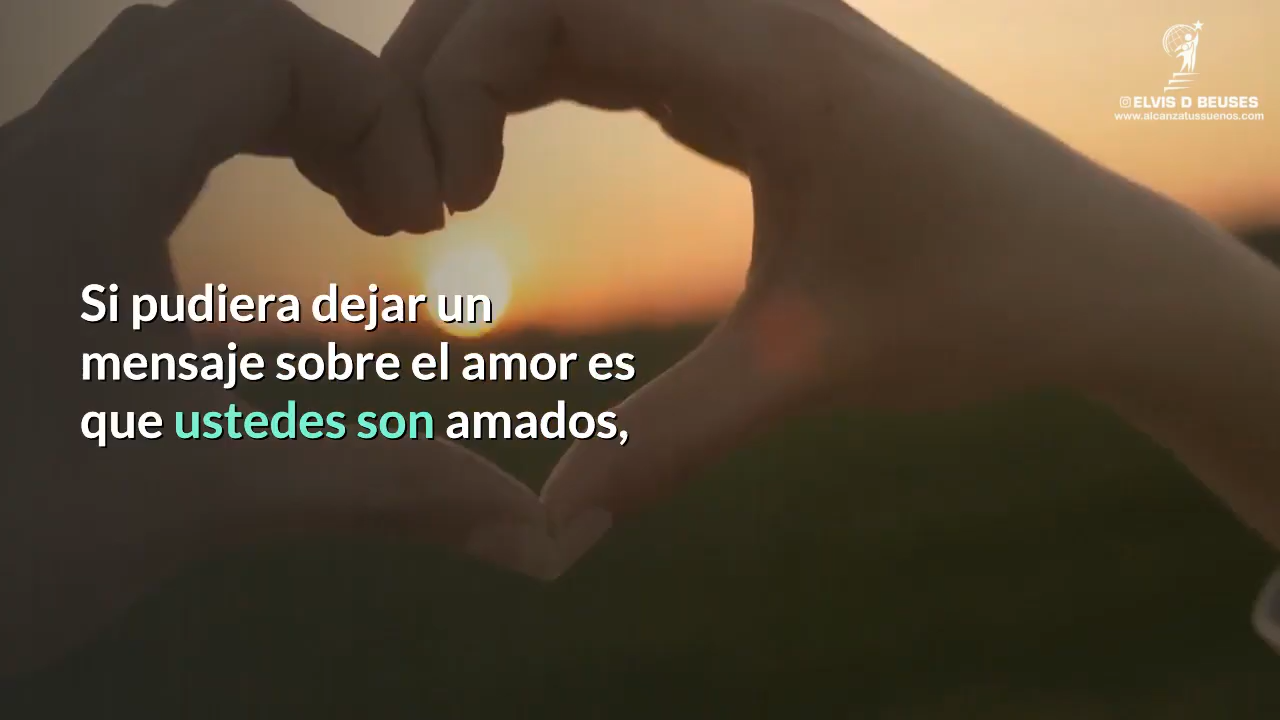 ELVIS D BEUSES
www.alcanzatussuenos.com
Si pudiera dejar un
mensaje sobre el amor es
que ustedes son amados,